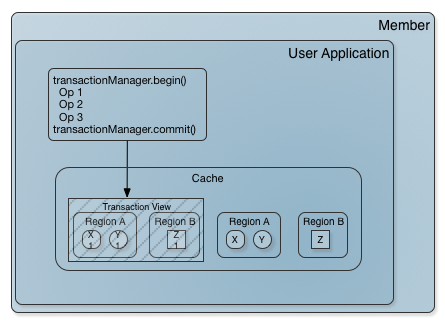 Member
User Application
transactionManager.begin()
Op 1
Op 2
Op 3
transactionManager.commit()
Cache
Transaction View
Region A
Region B
Region A
Region B
X
1
Y
1
Z
1
X
Y
Z